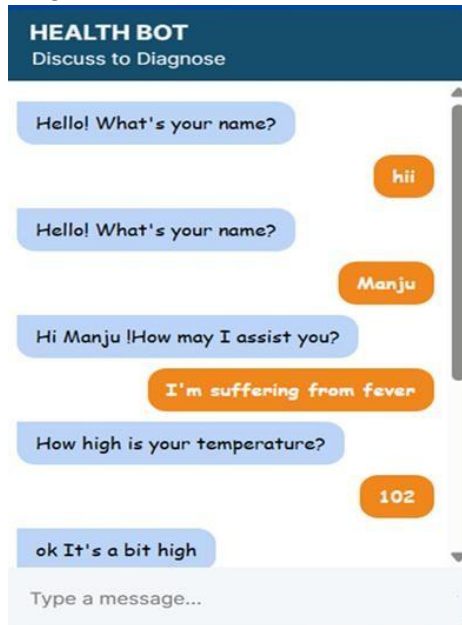 HEALTH BOT
Discuss to Diagnose
Hello! What's your name?
hii
Hello! What's your name?
Manju
Hi Manju !How may I assist you?
I'm suffering from fever
How high is your temperature?
102
ok It's a bit high
Type a message...